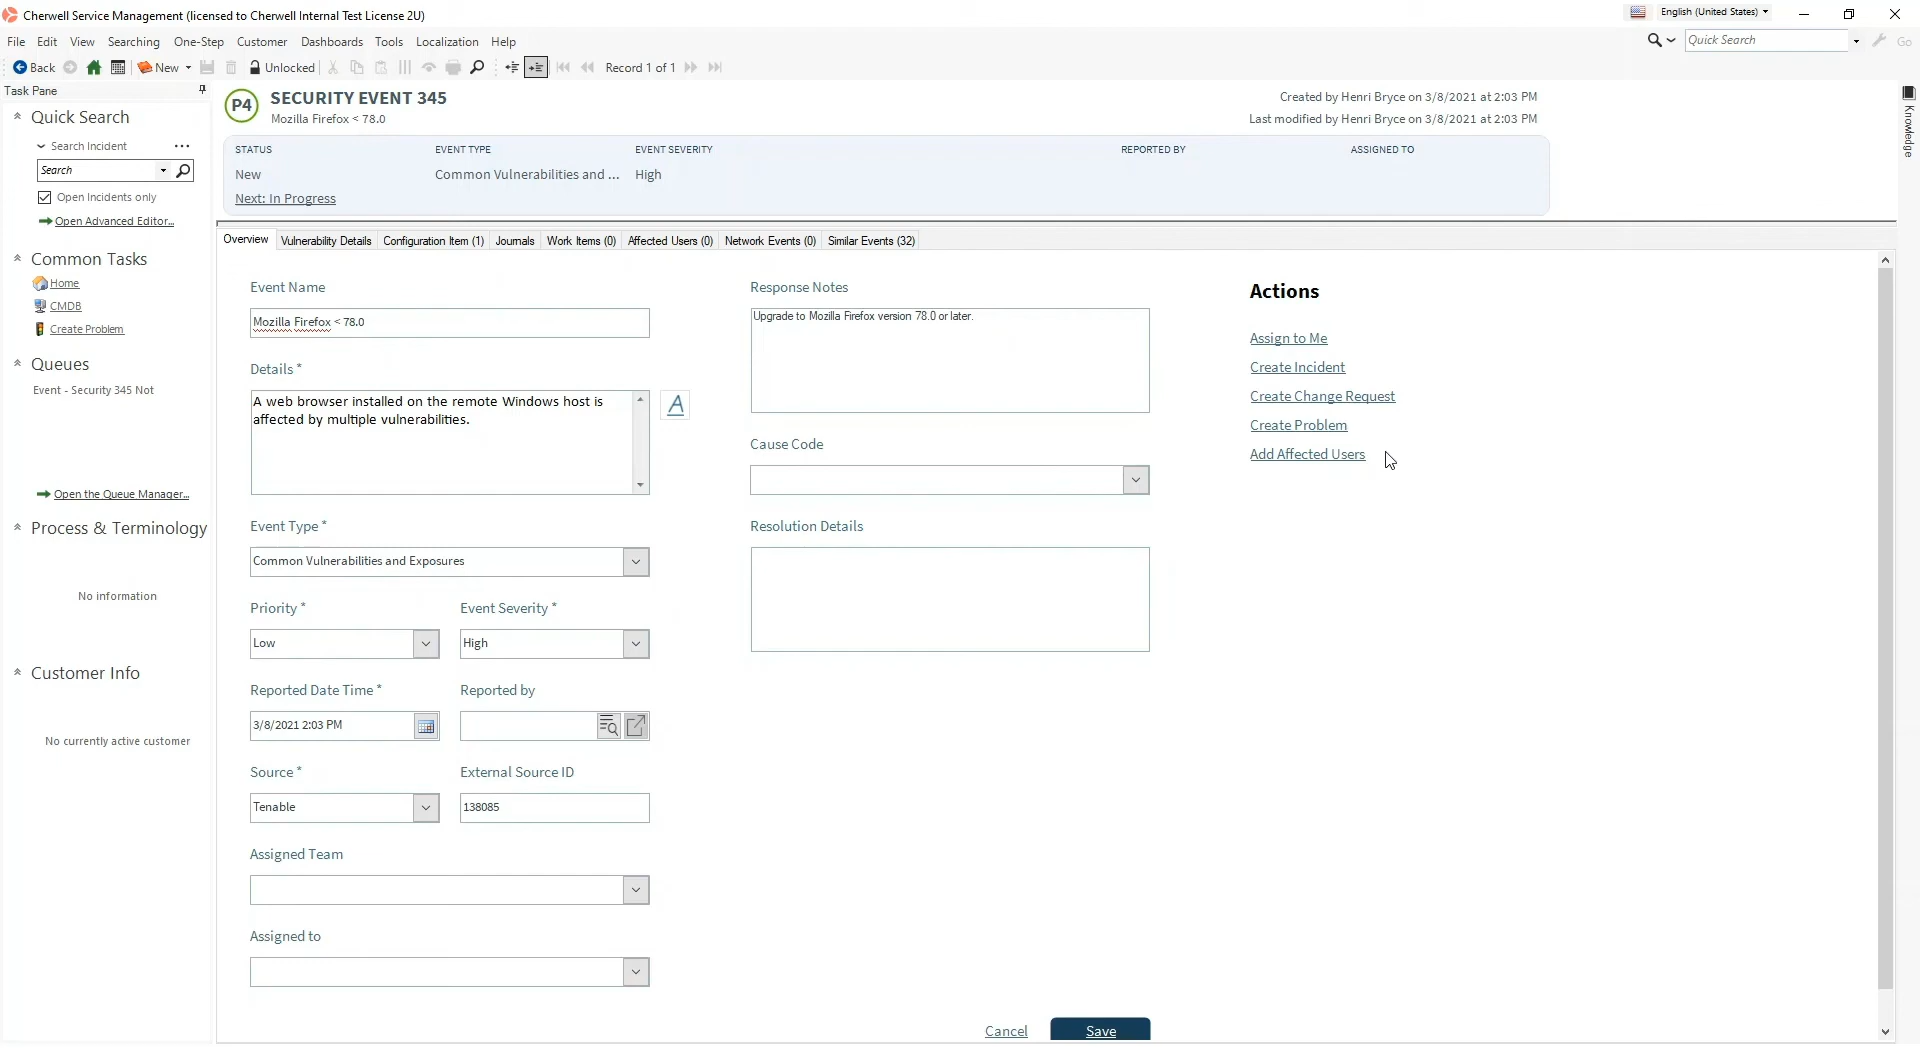 Cherwell Service Management (licensed to Cherwell Internal Test License 2U)
English (United States)
File Edit View Searching One-Step Customer Dashboards Tools Localization Help
Quick Search
Go
Back
New
Unlocked
Record 1 of 1
Task Pane
Quick Search
Search Incident
Search
Open Incidents only
Open Advanced Editor...
Common Tasks
Home
CMDB
Create Problem
Queues
Event - Security 345 Not
Open the Queue Manager...
Process & Terminology
No information
Customer Info
No currently active customer
P4
SECURITY EVENT 345
Mozilla Firefox < 78.0
Created by Henri Bryce on 3/8/2021 at 2:03 PM
Last modified by Henri Bryce on 3/8/2021 at 2:03 PM
STATUS EVENT TYPE EVENT SEVERITY REPORTED BY ASSIGNED TO
New Common Vulnerabilities and ... High
Next: In Progress
Overview Vulnerability Details Configuration Item (1) Journals Work Items (0) Affected Users (0) Network Events (0) Similar Events (32)
Event Name
Mozilla Firefox < 78.0
Details *
A web browser installed on the remote Windows host is
affected by multiple vulnerabilities.
A
Event Type *
Common Vulnerabilities and Exposures
Priority * Event Severity *
Low High
Reported Date Time * Reported by
3/8/2021 2:03 PM
Source * External Source ID
Tenable 138085
Assigned Team
Assigned to
Response Notes
Upgrade to Mozilla Firefox version 78.0 or later.
Cause Code
Resolution Details
Actions
Assign to Me
Create Incident
Create Change Request
Create Problem
Add Affected Users
Cancel Save
Knowledge